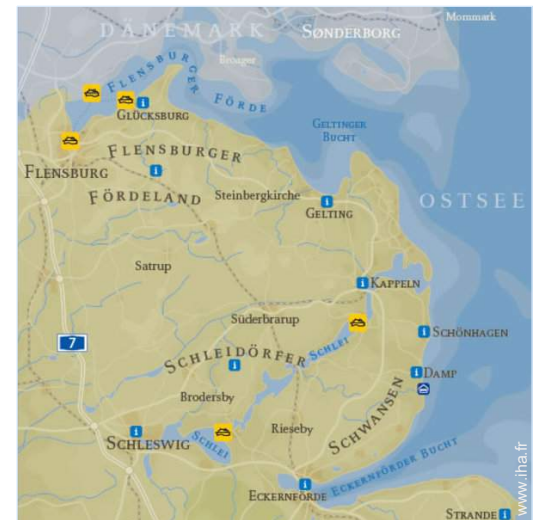 Mommark
DÄNEMARK
SØNDERBORG
Broager
FLENSBURGER
FÖRDE
i
GLÜCKSBURG
GELTINGER
BUCHT
FLENSBURG
FLENSBURGER
i
FÖRDELAND
Steinbergkirche
i
GELTING
OSTSEE
Satrup
i KAPPELN
Süderbrarup
i SCHÖNHAGEN
7
SCHLEIDÖRFER
SCHLEI
i
i DAMP
Brodersby
SCHWANSEN
i
SCHLESWIG
SCHLEI
Rieseby
ECKERNFÖRDER BUCHT
i
ECKERNFÖRDE
STRANDE i
www.iha.fr